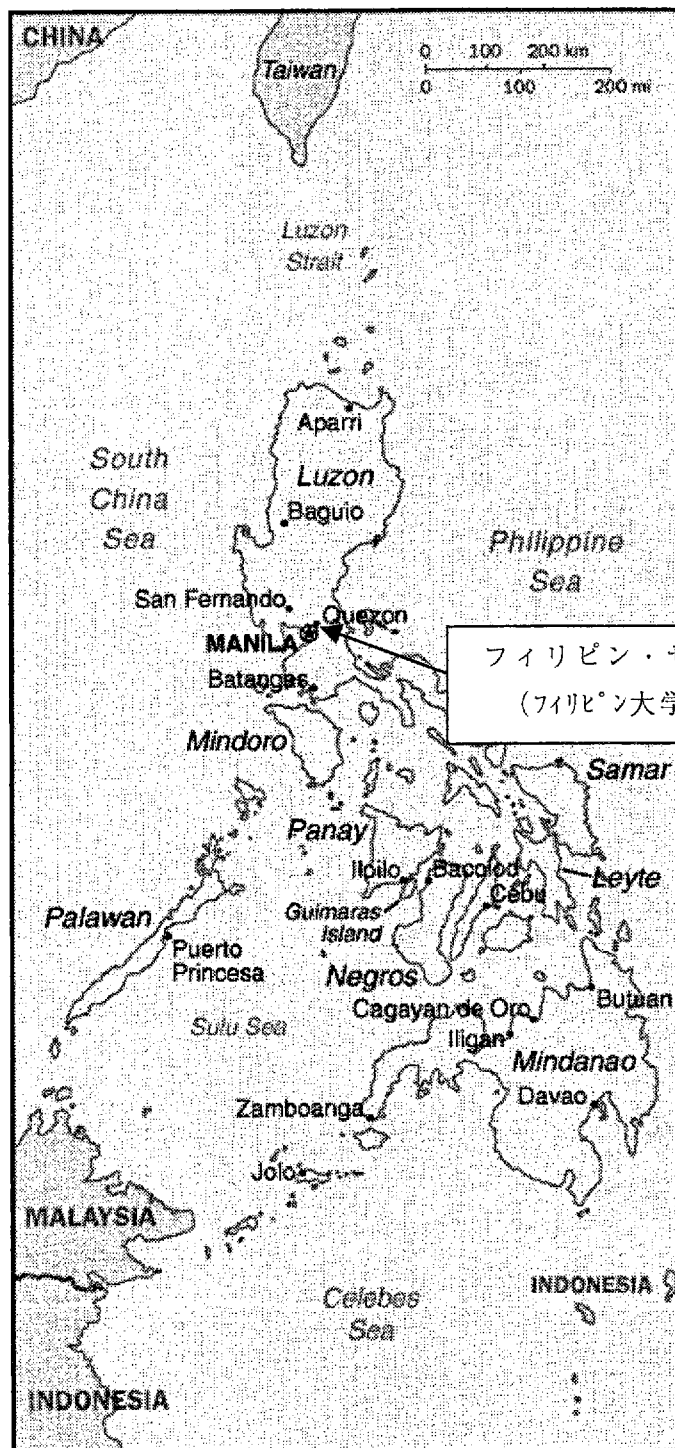 CHINA
Taiwan
0 100 200 km
0 100 200 mi
Luzon
Strait
Aparri
Luzon
South
China
Sea
Baguio
Philippine
Sea
San Fernando
Quezon
MANILA
フィリピン・
(フィリピン大学
Batangas
Mindoro
Samar
Panay
Iloilo
Bacolod
Cebu
Leyte
Guimaras
Island
Palawan
Puerto
Princesa
Negros
Cagayan de Oro
Butuan
Sulu Sea
Iligan
Mindanao
Zamboanga
Davao
Jolo
MALAYSIA
INDONESIA
Celebes
Sea
INDONESIA